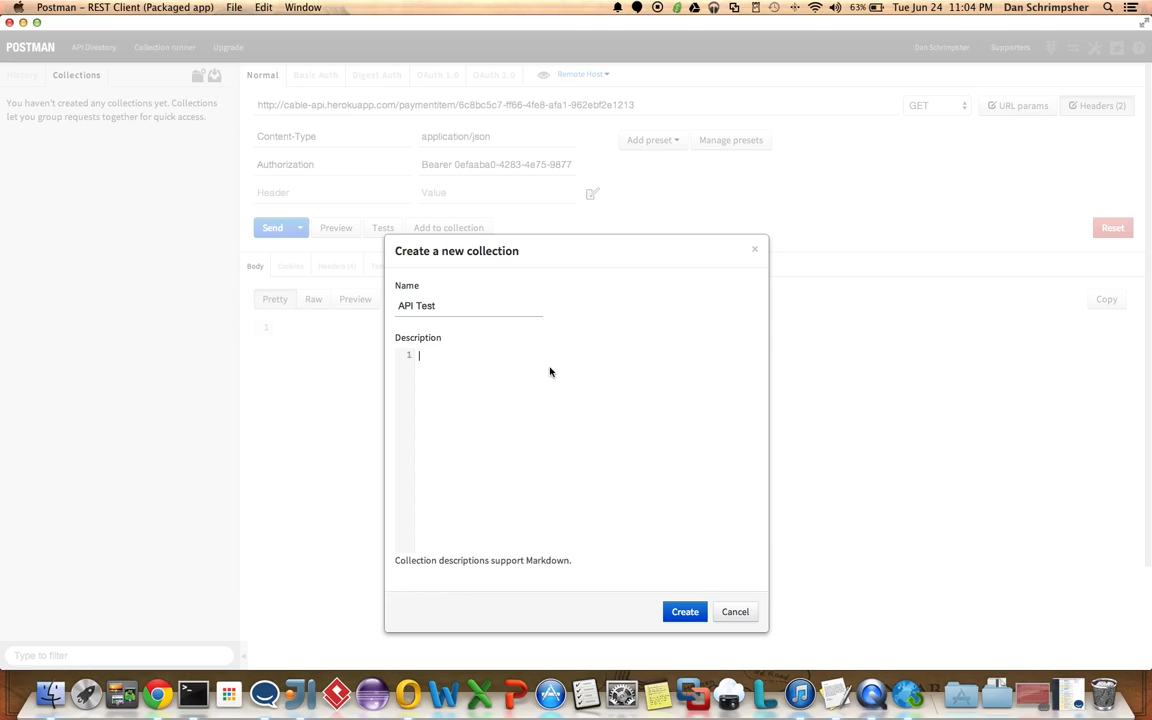 Postman - REST Client (Packaged app) File Edit Window 63% Tue Jun 24 11:04 PM Dan Schrimpsher
POSTMAN API Directory Collection runner Upgrade Dan Schrimpsher Supporters
History Collections Normal Basic Auth Digest Auth OAuth 1.0 OAuth 2.0 Remote Host
You haven't created any collections yet. Collections
let you group requests together for quick access.
http://cable-api.herokuapp.com/paymentitem/6c8bc5c7-ff66-4fe8-afa1-962ebf2e1213 GET URL params Headers (2)
Content-Type application/json Add preset Manage presets
Authorization Bearer 0efaaba0-4283-4e75-9877
Header Value
Send Preview Tests Add to collection Reset
Body Cookies Headers (4)
Pretty Raw Preview Copy
1
Create a new collection ×
Name
API Test
Description
1
Collection descriptions support Markdown.
Create Cancel
Type to filter